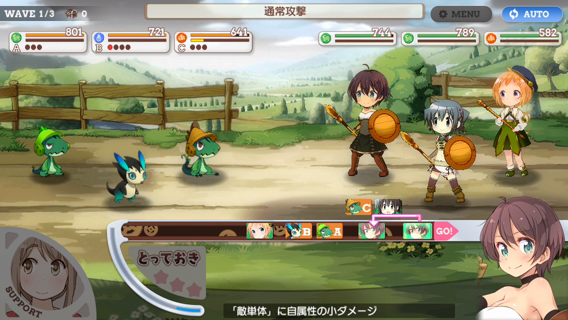 WAVE 1/3
0
通常攻撃
MENU
AUTO
801
721
641
744
789
582
A
B
C
C
B
A
GO!
とっておき
SUPPORT
「敵単体」に自属性の小ダメージ